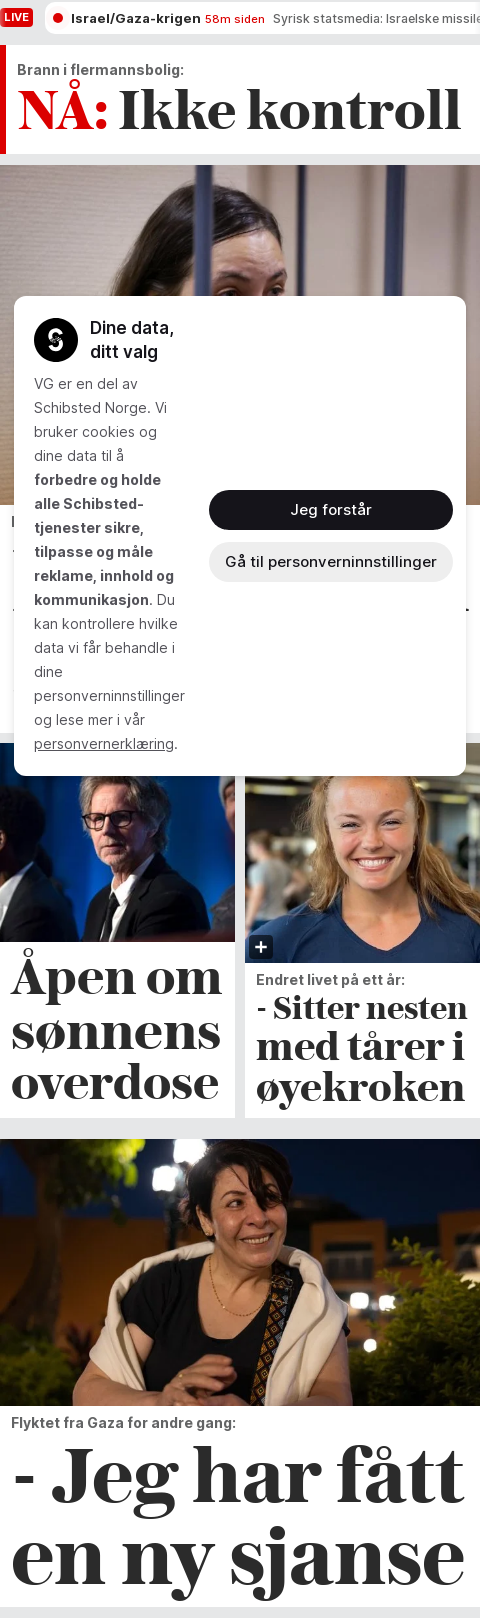 LIVE
Israel/Gaza-krigen 58m siden Syrisk statsmedia: Israelske
Brann i flermannsbolig:
NÅ: Ikke kontroll
Dine data,
ditt valg
VG er en del av
Schibsted Norge. Vi
bruker cookies og
dine data til å
forbedre og holde
alle Schibsted-
tjenester sikre,
tilpasse og måle
reklame, innhold og
kommunikasjon. Du
kan kontrollere hvilke
data vi får behandle i
dine
personverninnstillinger
og lese mer i vår
personvernerklæring.
Jeg forstår
Gå til personverninnstillinger
Åpen om
sønnens
overdose
Endret livet på ett år:
- Sitter nesten
med tårer i
øyekroken
Flyktet fra Gaza for andre gang:
- Jeg har fått
en ny sjanse